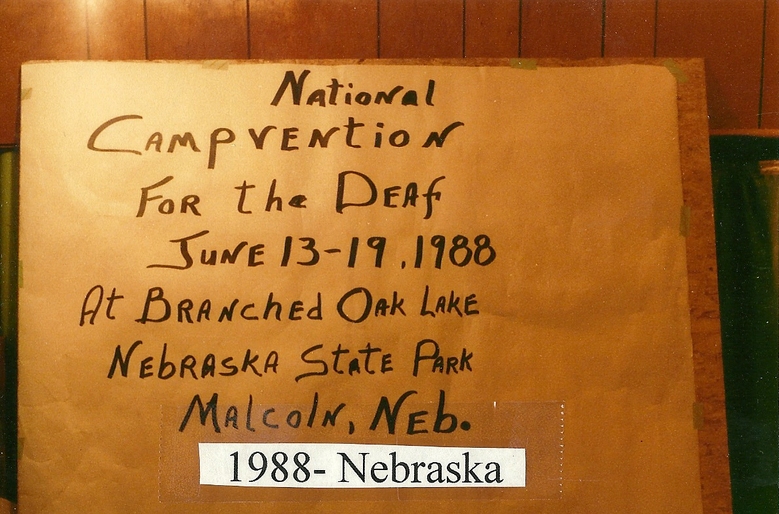 National
Campvention
For the Deaf
June 13-19, 1988
At Branched Oak Lake
Nebraska State Park
Malcoln, Neb.
1988- Nebraska